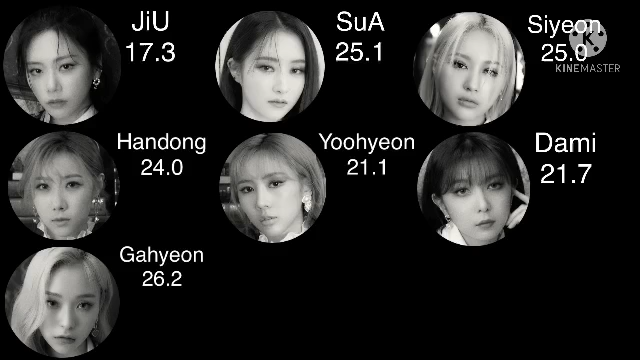 JiU
17.3
SuA
25.1
Siyeon
25.0
KINEMASTER
Handong
24.0
Yoohyeon
21.1
Dami
21.7
Gahyeon
26.2